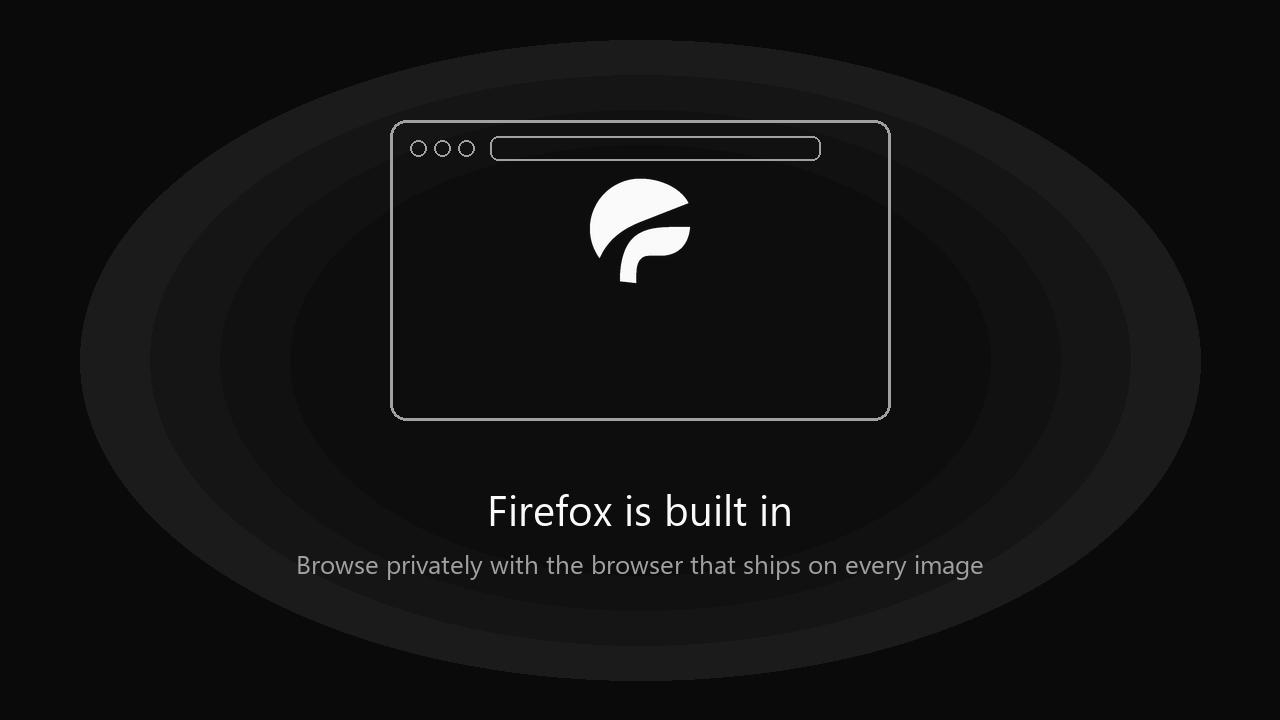 Firefox is built in
Browse privately with the browser that ships on every image